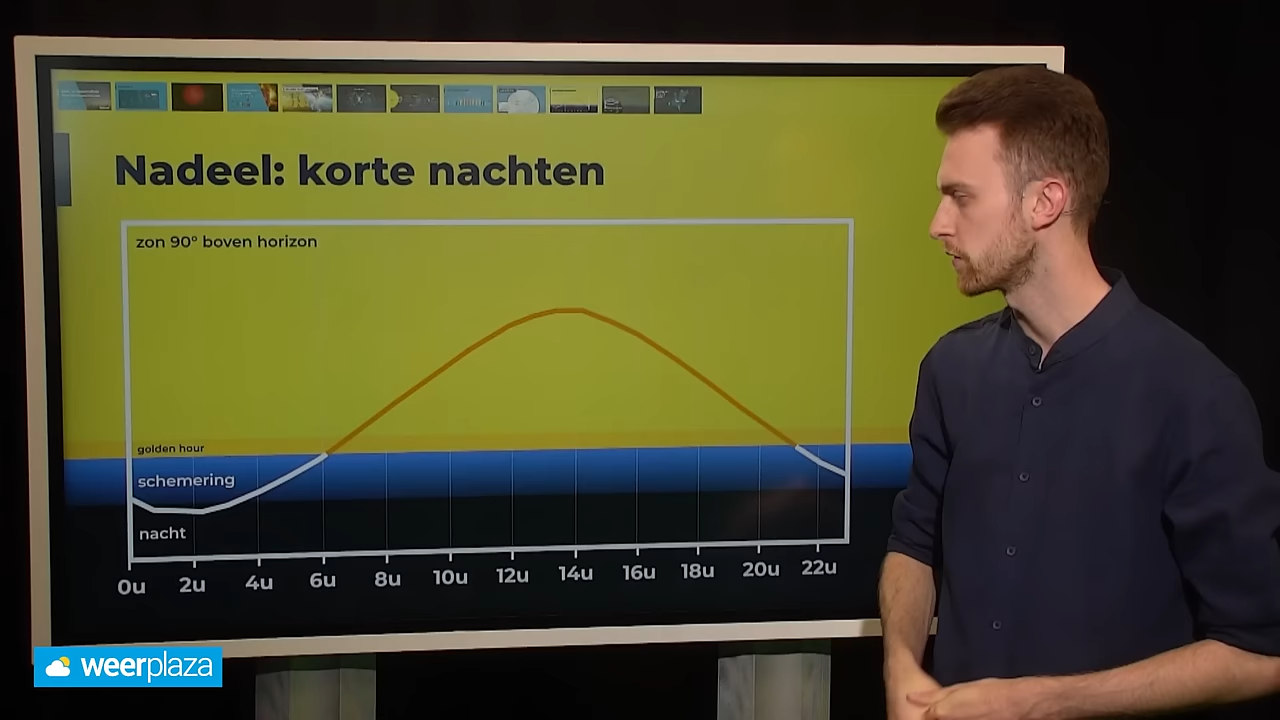 Nadeel: korte nachten
zon 90° boven horizon
golden hour
schemering
nacht
0u 2u 4u 6u 8u 10u 12u 14u 16u 18u 20u 22u
weerplaza